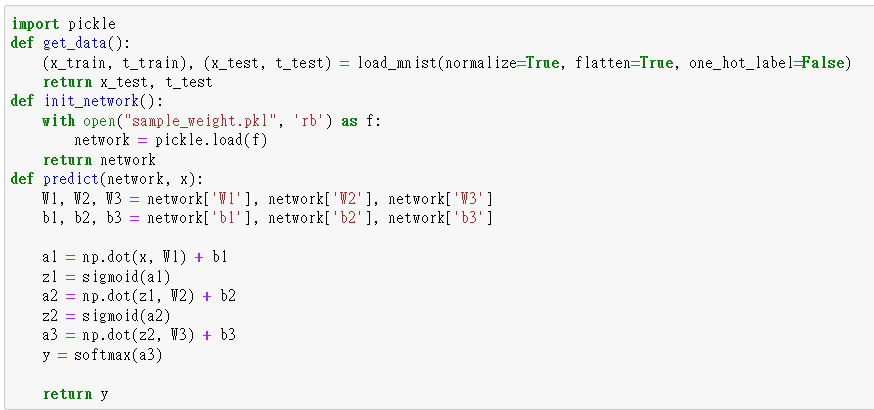 import pickle
def get_data():
    (x_train, t_train), (x_test, t_test) = load_mnist(normalize=True, flatten=True, one_hot_label=False)
    return x_test, t_test
def init_network():
    with open("sample_weight.pkl", 'rb') as f:
        network = pickle.load(f)
    return network
def predict(network, x):
    W1, W2, W3 = network['W1'], network['W2'], network['W3']
    b1, b2, b3 = network['b1'], network['b2'], network['b3']

    a1 = np.dot(x, W1) + b1
    z1 = sigmoid(a1)
    a2 = np.dot(z1, W2) + b2
    z2 = sigmoid(a2)
    a3 = np.dot(z2, W3) + b3
    y = softmax(a3)

    return y